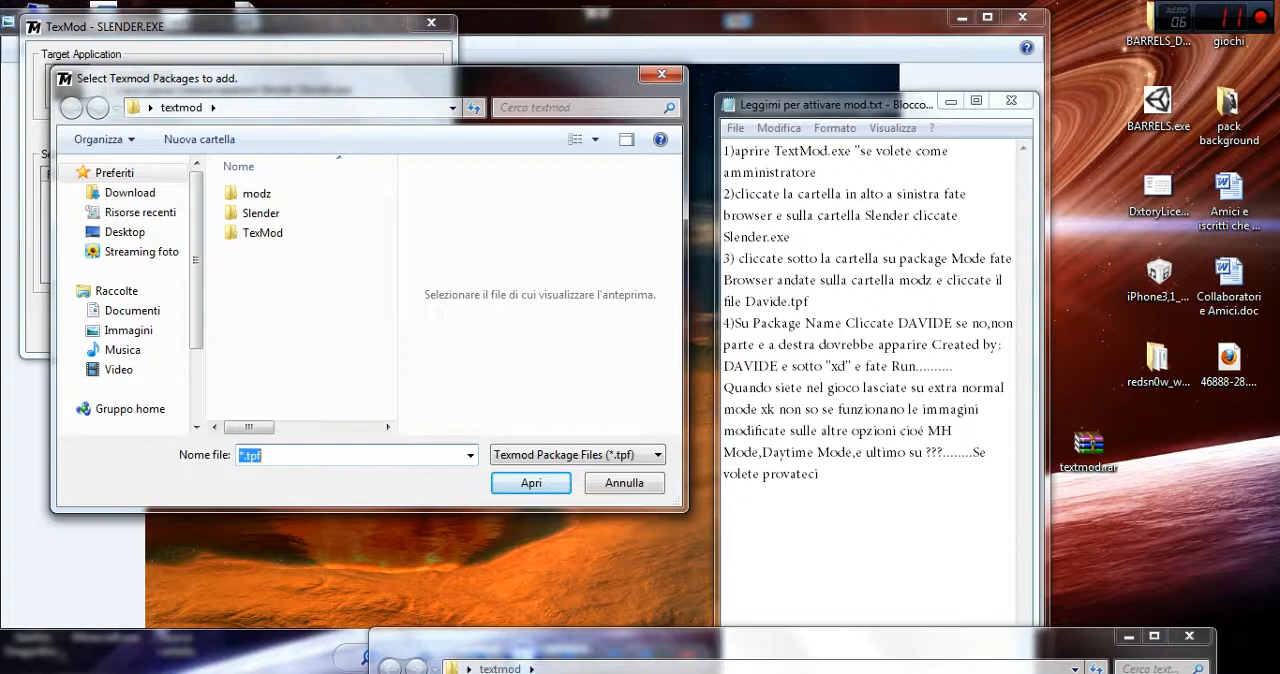 TexMod - SLENDER.EXE
Target Application
Select Texmod Packages to add.
textmod
Cerca textmod
Organizza
Nuova cartella
Preferiti
Download
Risorse recenti
Desktop
Streaming foto
Raccolte
Documenti
Immagini
Musica
Video
Gruppo home
Nome
modz
Slender
TexMod
Selezionare il file di cui visualizzare l'anteprima.
Nome file:
*.tpf
Texmod Package Files (*.tpf)
Apri
Annulla
Leggimi per attivare mod.txt - Blocco...
File Modifica Formato Visualizza ?
1)aprire TextMod.exe "se volete come
amministratore
2)cliccate la cartella in alto a sinistra fate
browser e sulla cartella Slender cliccate
Slender.exe
3) cliccate sotto la cartella su package Mode fate
Browser andate sulla cartella modz e cliccate il
file Davide.tpf
4)Su Package Name Cliccate DAVIDE se no,non
parte e a destra dovrebbe apparire Created by:
DAVIDE e sotto "xd" e fate Run..........
Quando siete nel gioco lasciate su extra normal
mode xk non so se funzionano le immagini
modificate sulle altre opzioni cioé MH
Mode,Daytime Mode,e ultimo su ???........Se
volete provateci
AERO
06
11
BARRELS_D...
giochi
BARRELS.exe
pack
background
DxtoryLice...
Amici e
iscritti che ...
iPhone3,1_...
Collaboratori
e Amici.doc
redsn0w_w...
46888-28....
textmod.rar
textmod
Cerca text...